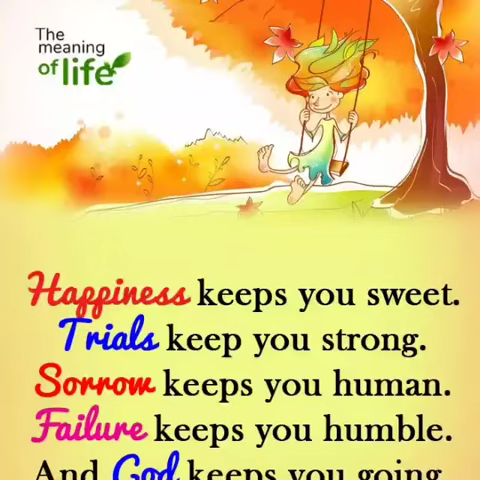 The
meaning
of life
Happiness keeps you sweet.
Trials keep you strong.
Sorrow keeps you human.
Failure keeps you humble.
And God keeps you going.